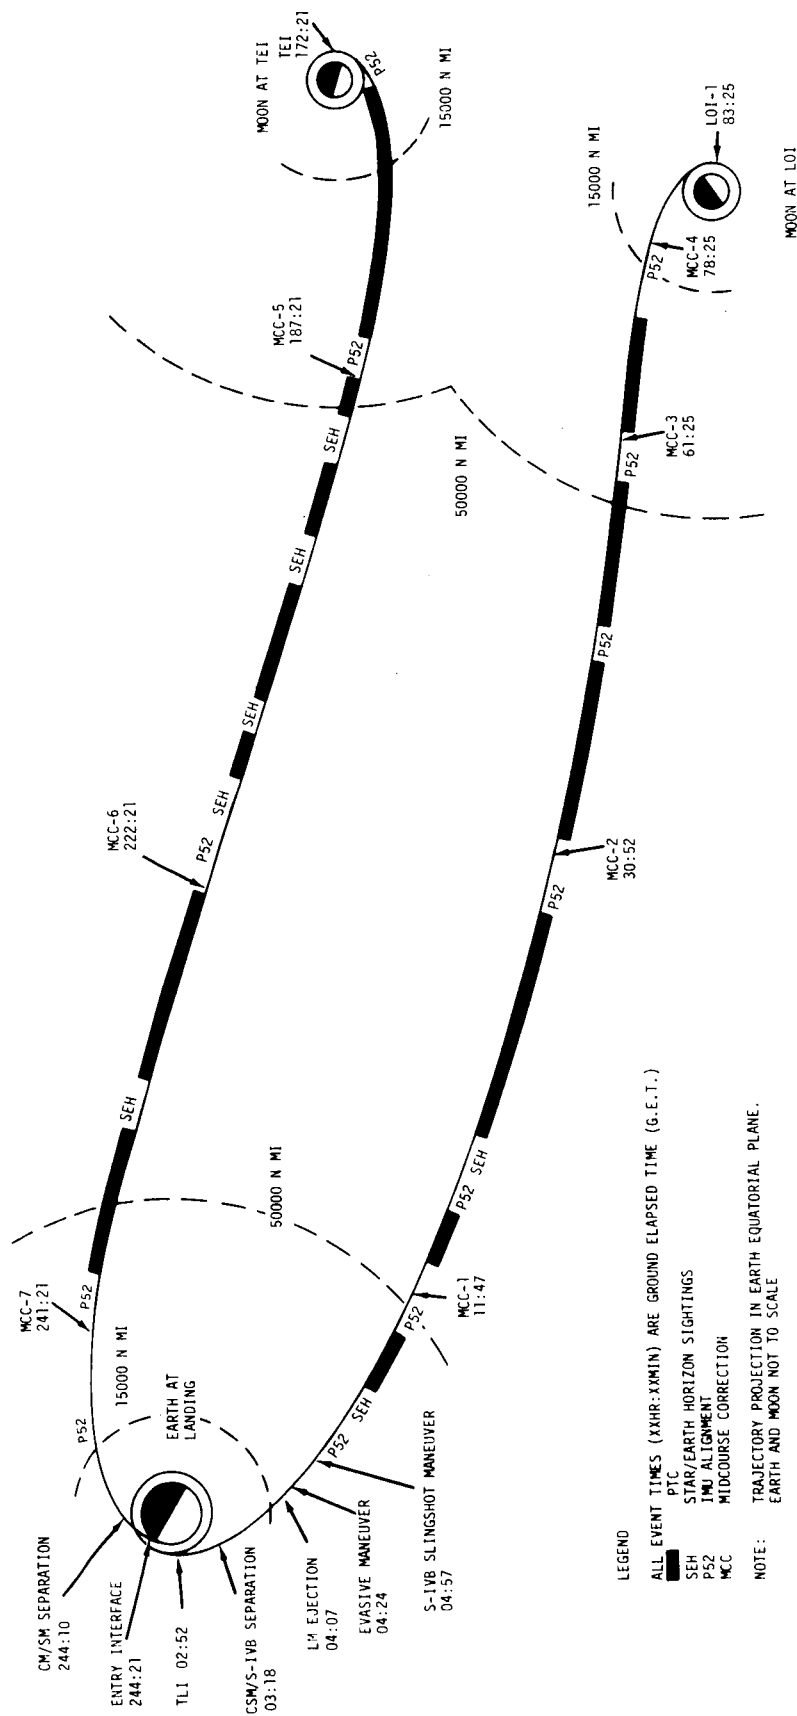 MOON AT TEI
TEI
172:21
P52
15000 N MI
MCC-5
187:21
P52
SEH
SEH
SEH
SEH
P52
MCC-6
222:21
SEH
P52
MCC-7
241:21
50000 N MI
15000 N MI
P52
EARTH AT
LANDING
CM/SM SEPARATION
244:10
ENTRY INTERFACE
244:21
TLI 02:52
CSM/S-IVB SEPARATION
03:18
LM EJECTION
04:07
EVASIVE MANEUVER
04:24
S-IVB SLINGSHOT MANEUVER
04:57
P52
SEH
P52
MCC-1
11:47
P52 SEH
P52
MCC-2
30:52
P52
50000 N MI
P52
MCC-3
61:25
P52
MCC-4
78:25
15000 N MI
LOI-1
83:25
MOON AT LOI
LEGEND
ALL EVENT TIMES (XXHR:XXMIN) ARE GROUND ELAPSED TIME (G.E.T.)
PTC
SEH STAR/EARTH HORIZON SIGHTINGS
P52 IMU ALIGNMENT
MCC MIDCOURSE CORRECTION
NOTE: TRAJECTORY PROJECTION IN EARTH EQUATORIAL PLANE.
EARTH AND MOON NOT TO SCALE